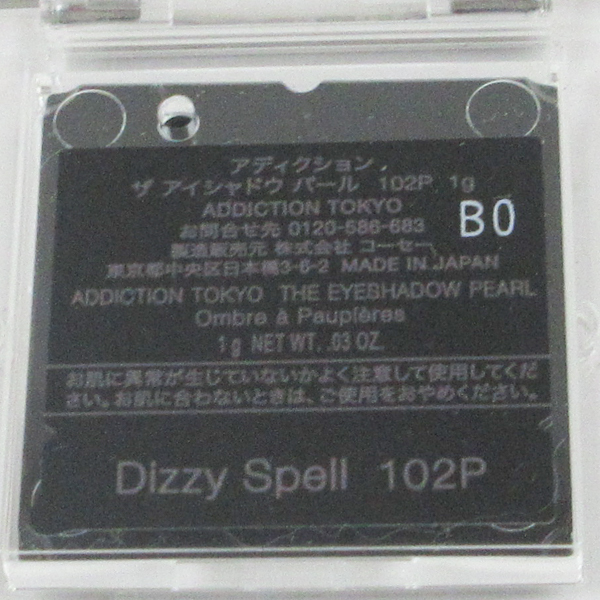 アディクション
ザ アイシャドウ パール 102P 1g
ADDICTION TOKYO
お問合せ先 0120-586-683
B0
製造販売元 株式会社 コーセー
東京都中央区日本橋3-6-2 MADE IN JAPAN
ADDICTION TOKYO THE EYESHADOW PEARL
Ombre à Paupières
1g NET WT. .03 OZ.
お肌に異常が生じていないかよく注意して使用してくだ
さい。お肌に合わないときは、ご使用をおやめください。
Dizzy Spell 102P